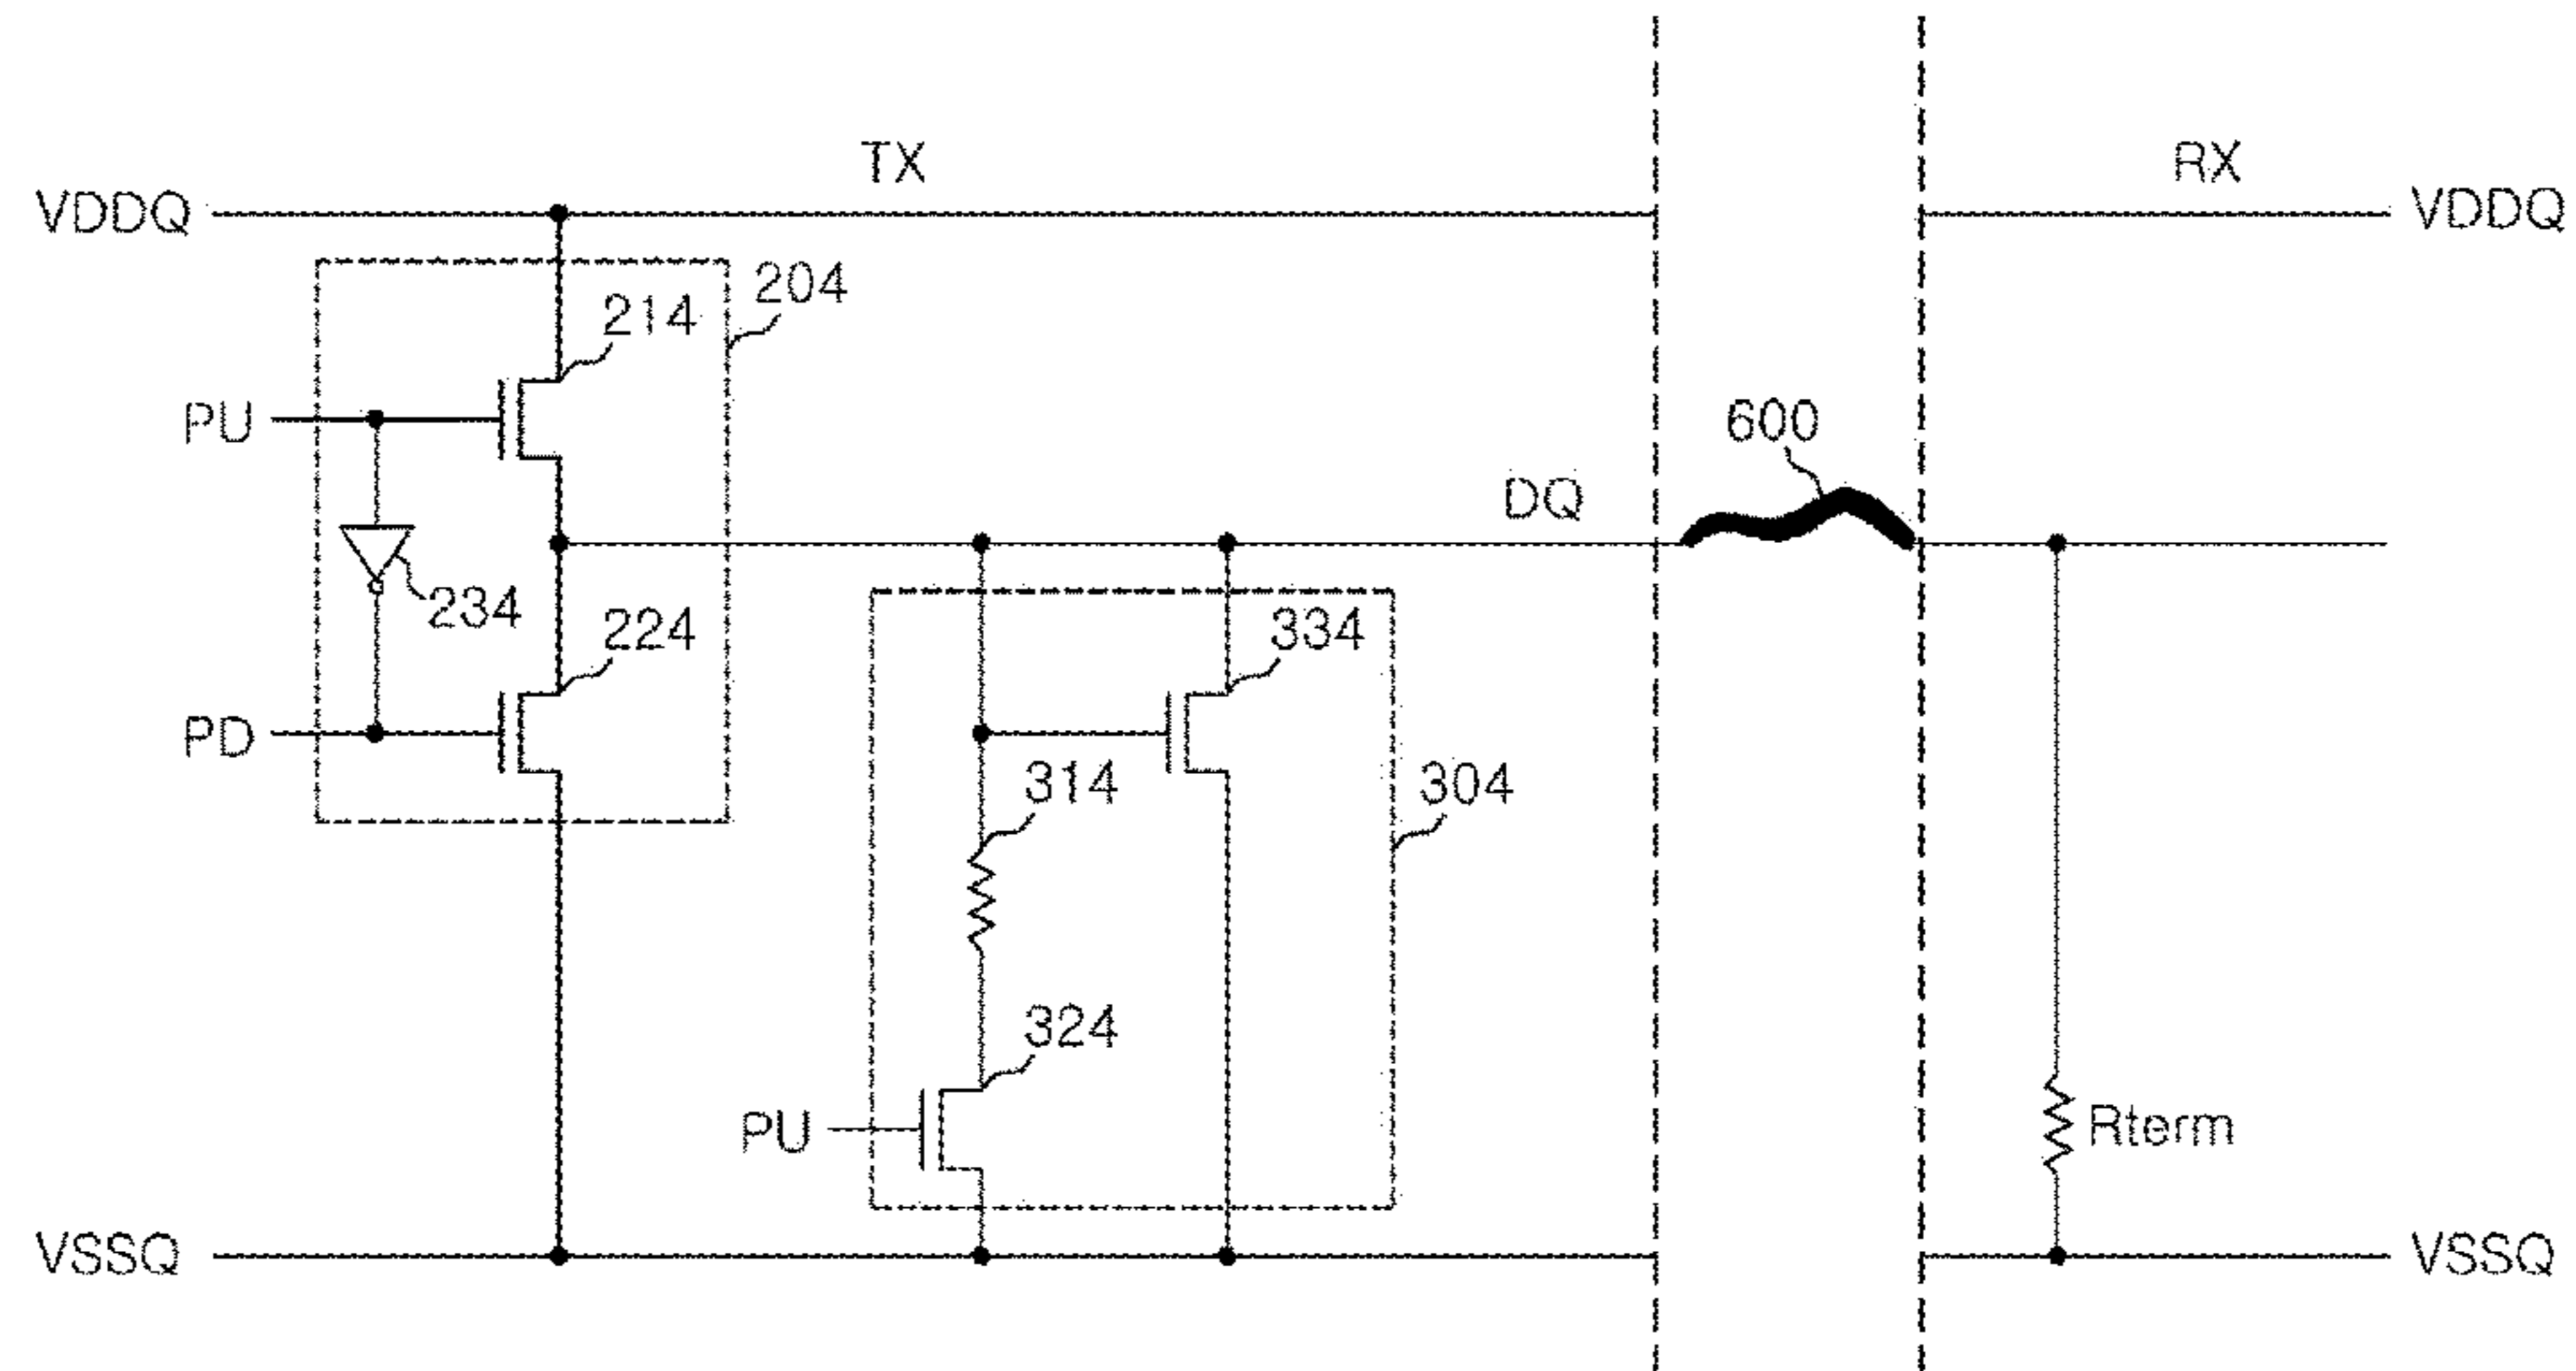 TX
RX
VDDQ
VDDQ
204
214
PU
600
DQ
234
224
334
PD
314
304
324
PU
Rterm
VSSQ
VSSQ